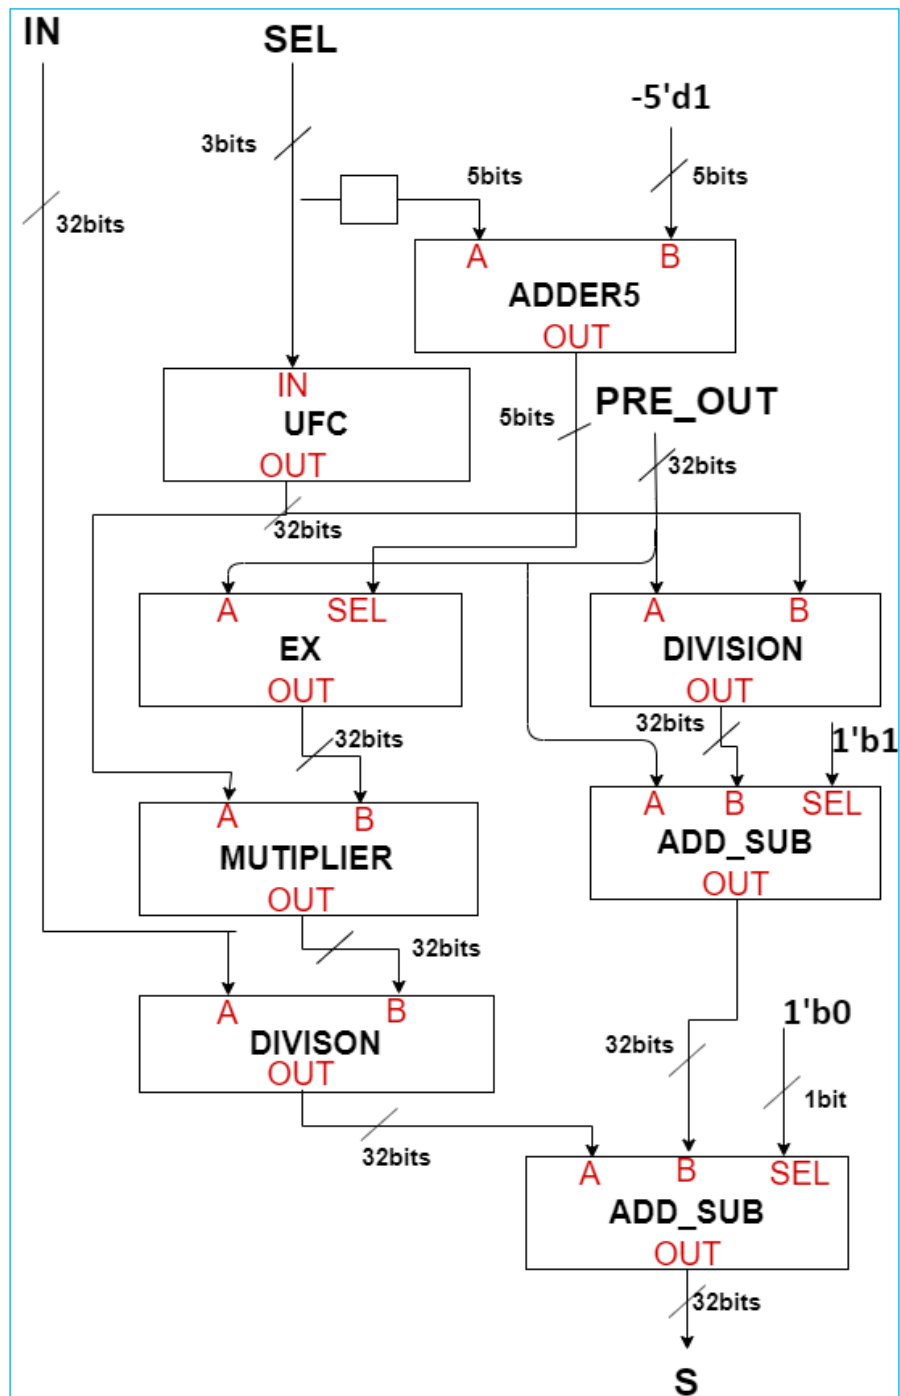 IN
SEL
-5'd1
3bits
5bits
5bits
32bits
A
B
ADDER5
OUT
IN
UFC
OUT
5bits
PRE_OUT
32bits
32bits
A
SEL
EX
OUT
A
B
DIVISION
OUT
32bits
32bits
1'b1
A
B
MUTIPLIER
OUT
A
B
SEL
ADD_SUB
OUT
32bits
A
B
DIVISON
OUT
1'b0
32bits
1bit
32bits
A
B
SEL
ADD_SUB
OUT
32bits
S